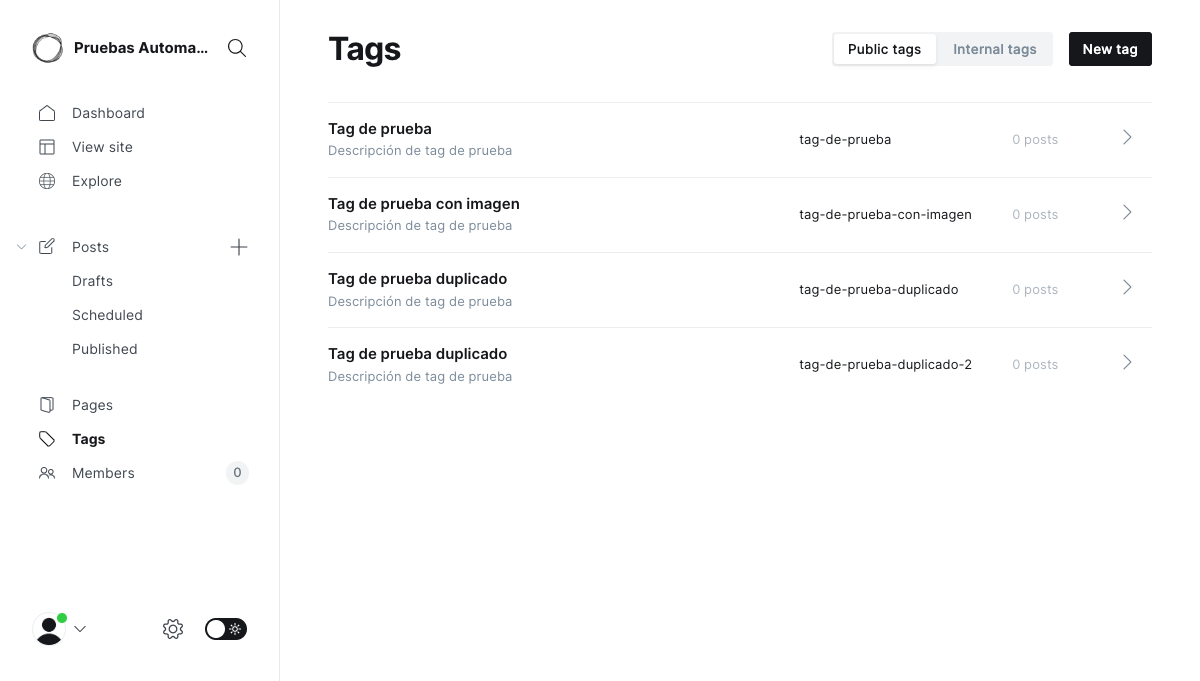 Pruebas Automa...
Dashboard
View site
Explore
Posts
Drafts
Scheduled
Published
Pages
Tags
Members 0
Tags
Public tags Internal tags New tag
Tag de prueba
Descripción de tag de prueba
tag-de-prueba 0 posts
Tag de prueba con imagen
Descripción de tag de prueba
tag-de-prueba-con-imagen 0 posts
Tag de prueba duplicado
Descripción de tag de prueba
tag-de-prueba-duplicado 0 posts
Tag de prueba duplicado
Descripción de tag de prueba
tag-de-prueba-duplicado-2 0 posts